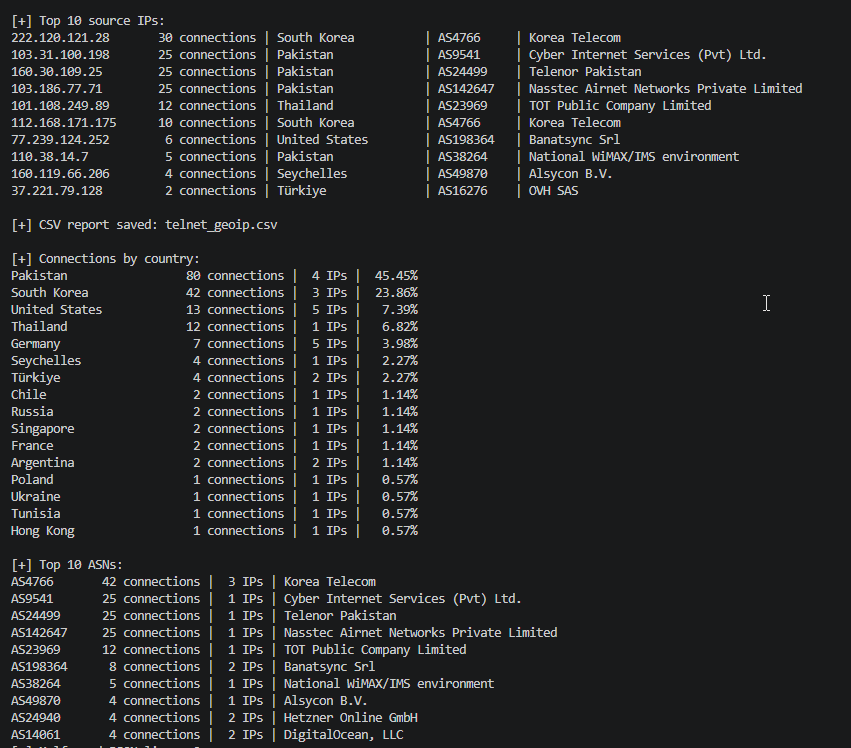 [+] Top 10 source IPs:
222.120.121.28 30 connections | South Korea | AS4766 | Korea Telecom
103.31.100.198 25 connections | Pakistan | AS9541 | Cyber Internet Services (Pvt) Ltd.
160.30.109.25 25 connections | Pakistan | AS24499 | Telenor Pakistan
103.186.77.71 25 connections | Pakistan | AS142647 | Nasstec Airnet Networks Private Limited
101.108.249.89 12 connections | Thailand | AS23969 | TOT Public Company Limited
112.168.171.175 10 connections | South Korea | AS4766 | Korea Telecom
77.239.124.252 6 connections | United States | AS198364 | Banatsync Srl
110.38.14.7 5 connections | Pakistan | AS38264 | National WiMAX/IMS environment
160.119.66.206 4 connections | Seychelles | AS49870 | Alsycon B.V.
37.221.79.128 2 connections | Türkiye | AS16276 | OVH SAS
[+] CSV report saved: telnet_geoip.csv
[+] Connections by country:
Pakistan 80 connections | 4 IPs | 45.45%
South Korea 42 connections | 3 IPs | 23.86%
United States 13 connections | 5 IPs | 7.39%
Thailand 12 connections | 1 IPs | 6.82%
Germany 7 connections | 5 IPs | 3.98%
Seychelles 4 connections | 1 IPs | 2.27%
Türkiye 4 connections | 2 IPs | 2.27%
Chile 2 connections | 1 IPs | 1.14%
Russia 2 connections | 1 IPs | 1.14%
Singapore 2 connections | 1 IPs | 1.14%
France 2 connections | 1 IPs | 1.14%
Argentina 2 connections | 2 IPs | 1.14%
Poland 1 connections | 1 IPs | 0.57%
Ukraine 1 connections | 1 IPs | 0.57%
Tunisia 1 connections | 1 IPs | 0.57%
Hong Kong 1 connections | 1 IPs | 0.57%
[+] Top 10 ASNs:
AS4766 42 connections | 3 IPs | Korea Telecom
AS9541 25 connections | 1 IPs | Cyber Internet Services (Pvt) Ltd.
AS24499 25 connections | 1 IPs | Telenor Pakistan
AS142647 25 connections | 1 IPs | Nasstec Airnet Networks Private Limited
AS23969 12 connections | 1 IPs | TOT Public Company Limited
AS198364 8 connections | 2 IPs | Banatsync Srl
AS38264 5 connections | 1 IPs | National WiMAX/IMS environment
AS49870 4 connections | 1 IPs | Alsycon B.V.
AS24940 4 connections | 2 IPs | Hetzner Online GmbH
AS14061 4 connections | 2 IPs | DigitalOcean, LLC